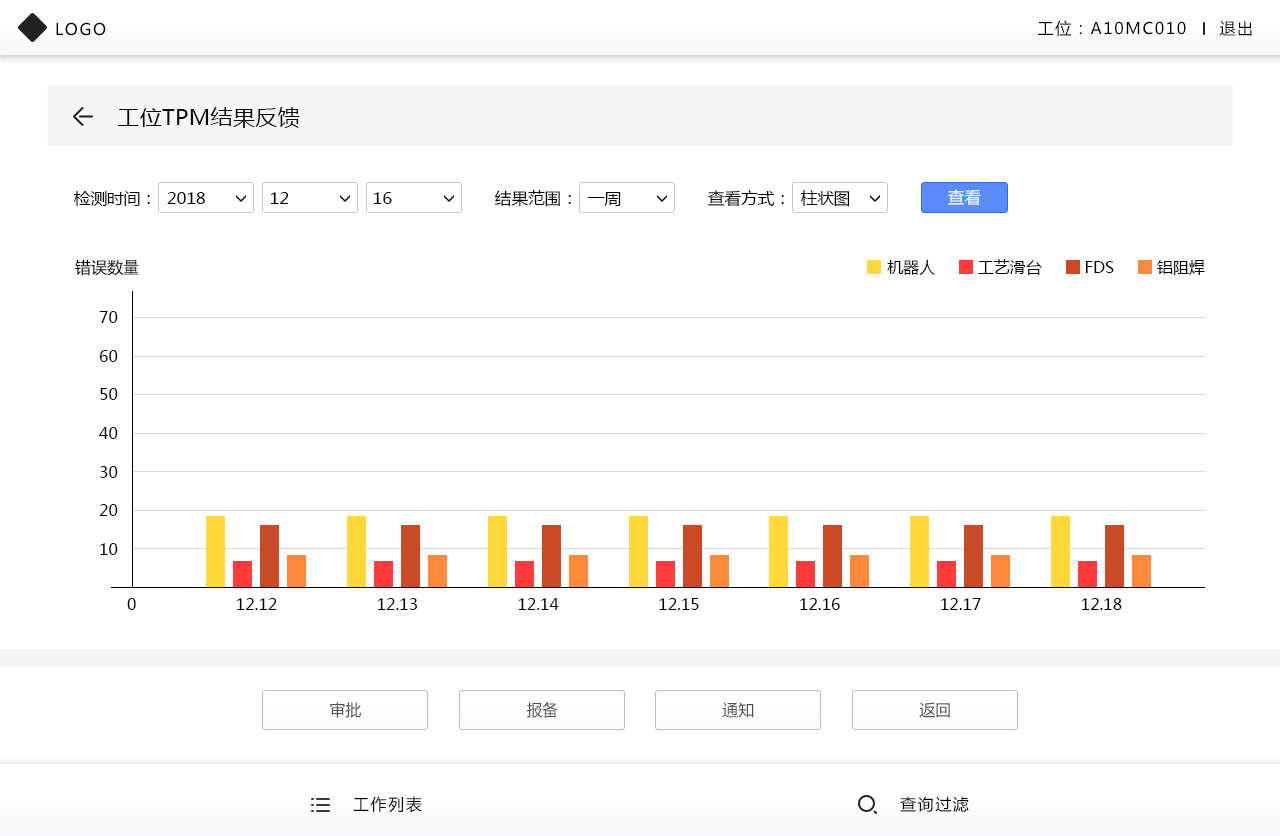 LOGO 工位：A10MC010 | 退出
工位TPM结果反馈
检测时间： 2018 12 16 结果范围： 一周 查看方式： 柱状图 查看
错误数量 机器人 工艺滑台 FDS 铝阻焊
70
60
50
40
30
20
10
0 12.12 12.13 12.14 12.15 12.16 12.17 12.18
审批 报备 通知 返回
工作列表 查询过滤